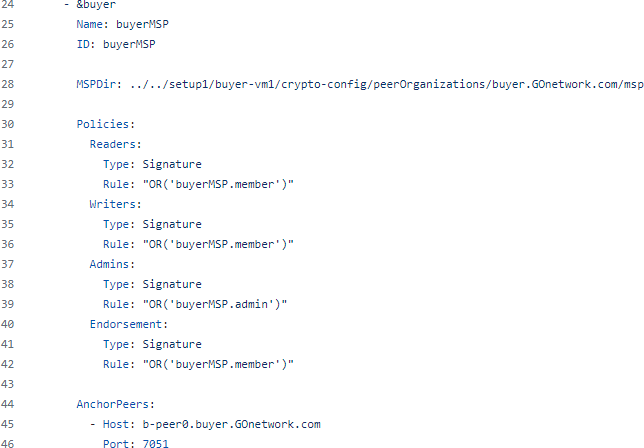 24 - &buyer
25 Name: buyerMSP
26 ID: buyerMSP
27
28 MSPDir: ../../setup1/buyer-vm1/crypto-config/peerOrganizations/buyer.GOnetwork.com/msp
29
30 Policies:
31 Readers:
32 Type: Signature
33 Rule: "OR('buyerMSP.member')"
34 Writers:
35 Type: Signature
36 Rule: "OR('buyerMSP.member')"
37 Admins:
38 Type: Signature
39 Rule: "OR('buyerMSP.admin')"
40 Endorsement:
41 Type: Signature
42 Rule: "OR('buyerMSP.member')"
43
44 AnchorPeers:
45 - Host: b-peer0.buyer.GOnetwork.com
46 Port: 7051